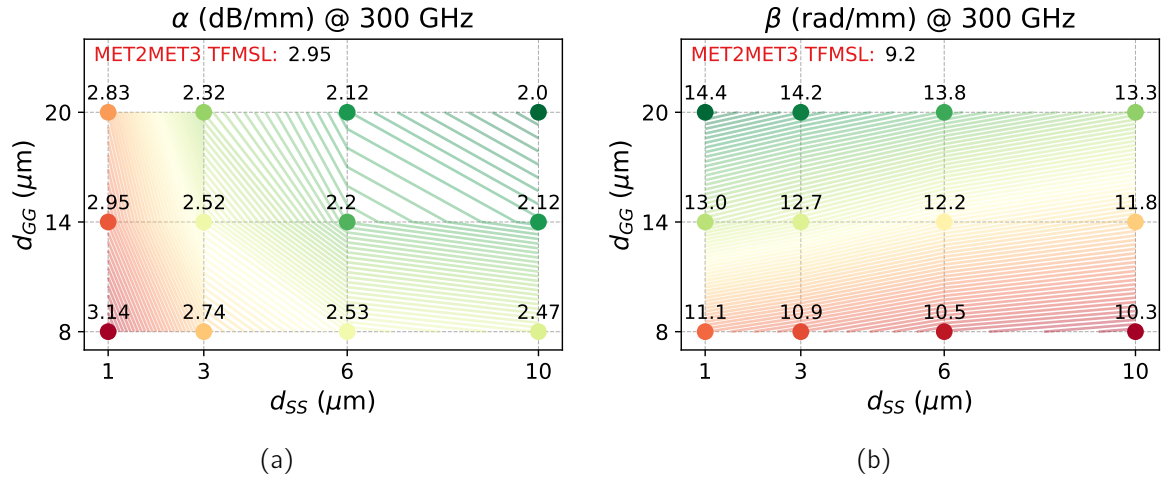 α (dB/mm) @ 300 GHz
MET2MET3 TFMSL: 2.95
2.83 2.32 2.12 2.0
20
2.95 2.52 2.2 2.12
14
3.14 2.74 2.53 2.47
8
1 3 6 10
d_GG (μm)
d_SS (μm)
(a)
β (rad/mm) @ 300 GHz
MET2MET3 TFMSL: 9.2
14.4 14.2 13.8 13.3
20
13.0 12.7 12.2 11.8
14
11.1 10.9 10.5 10.3
8
1 3 6 10
d_GG (μm)
d_SS (μm)
(b)